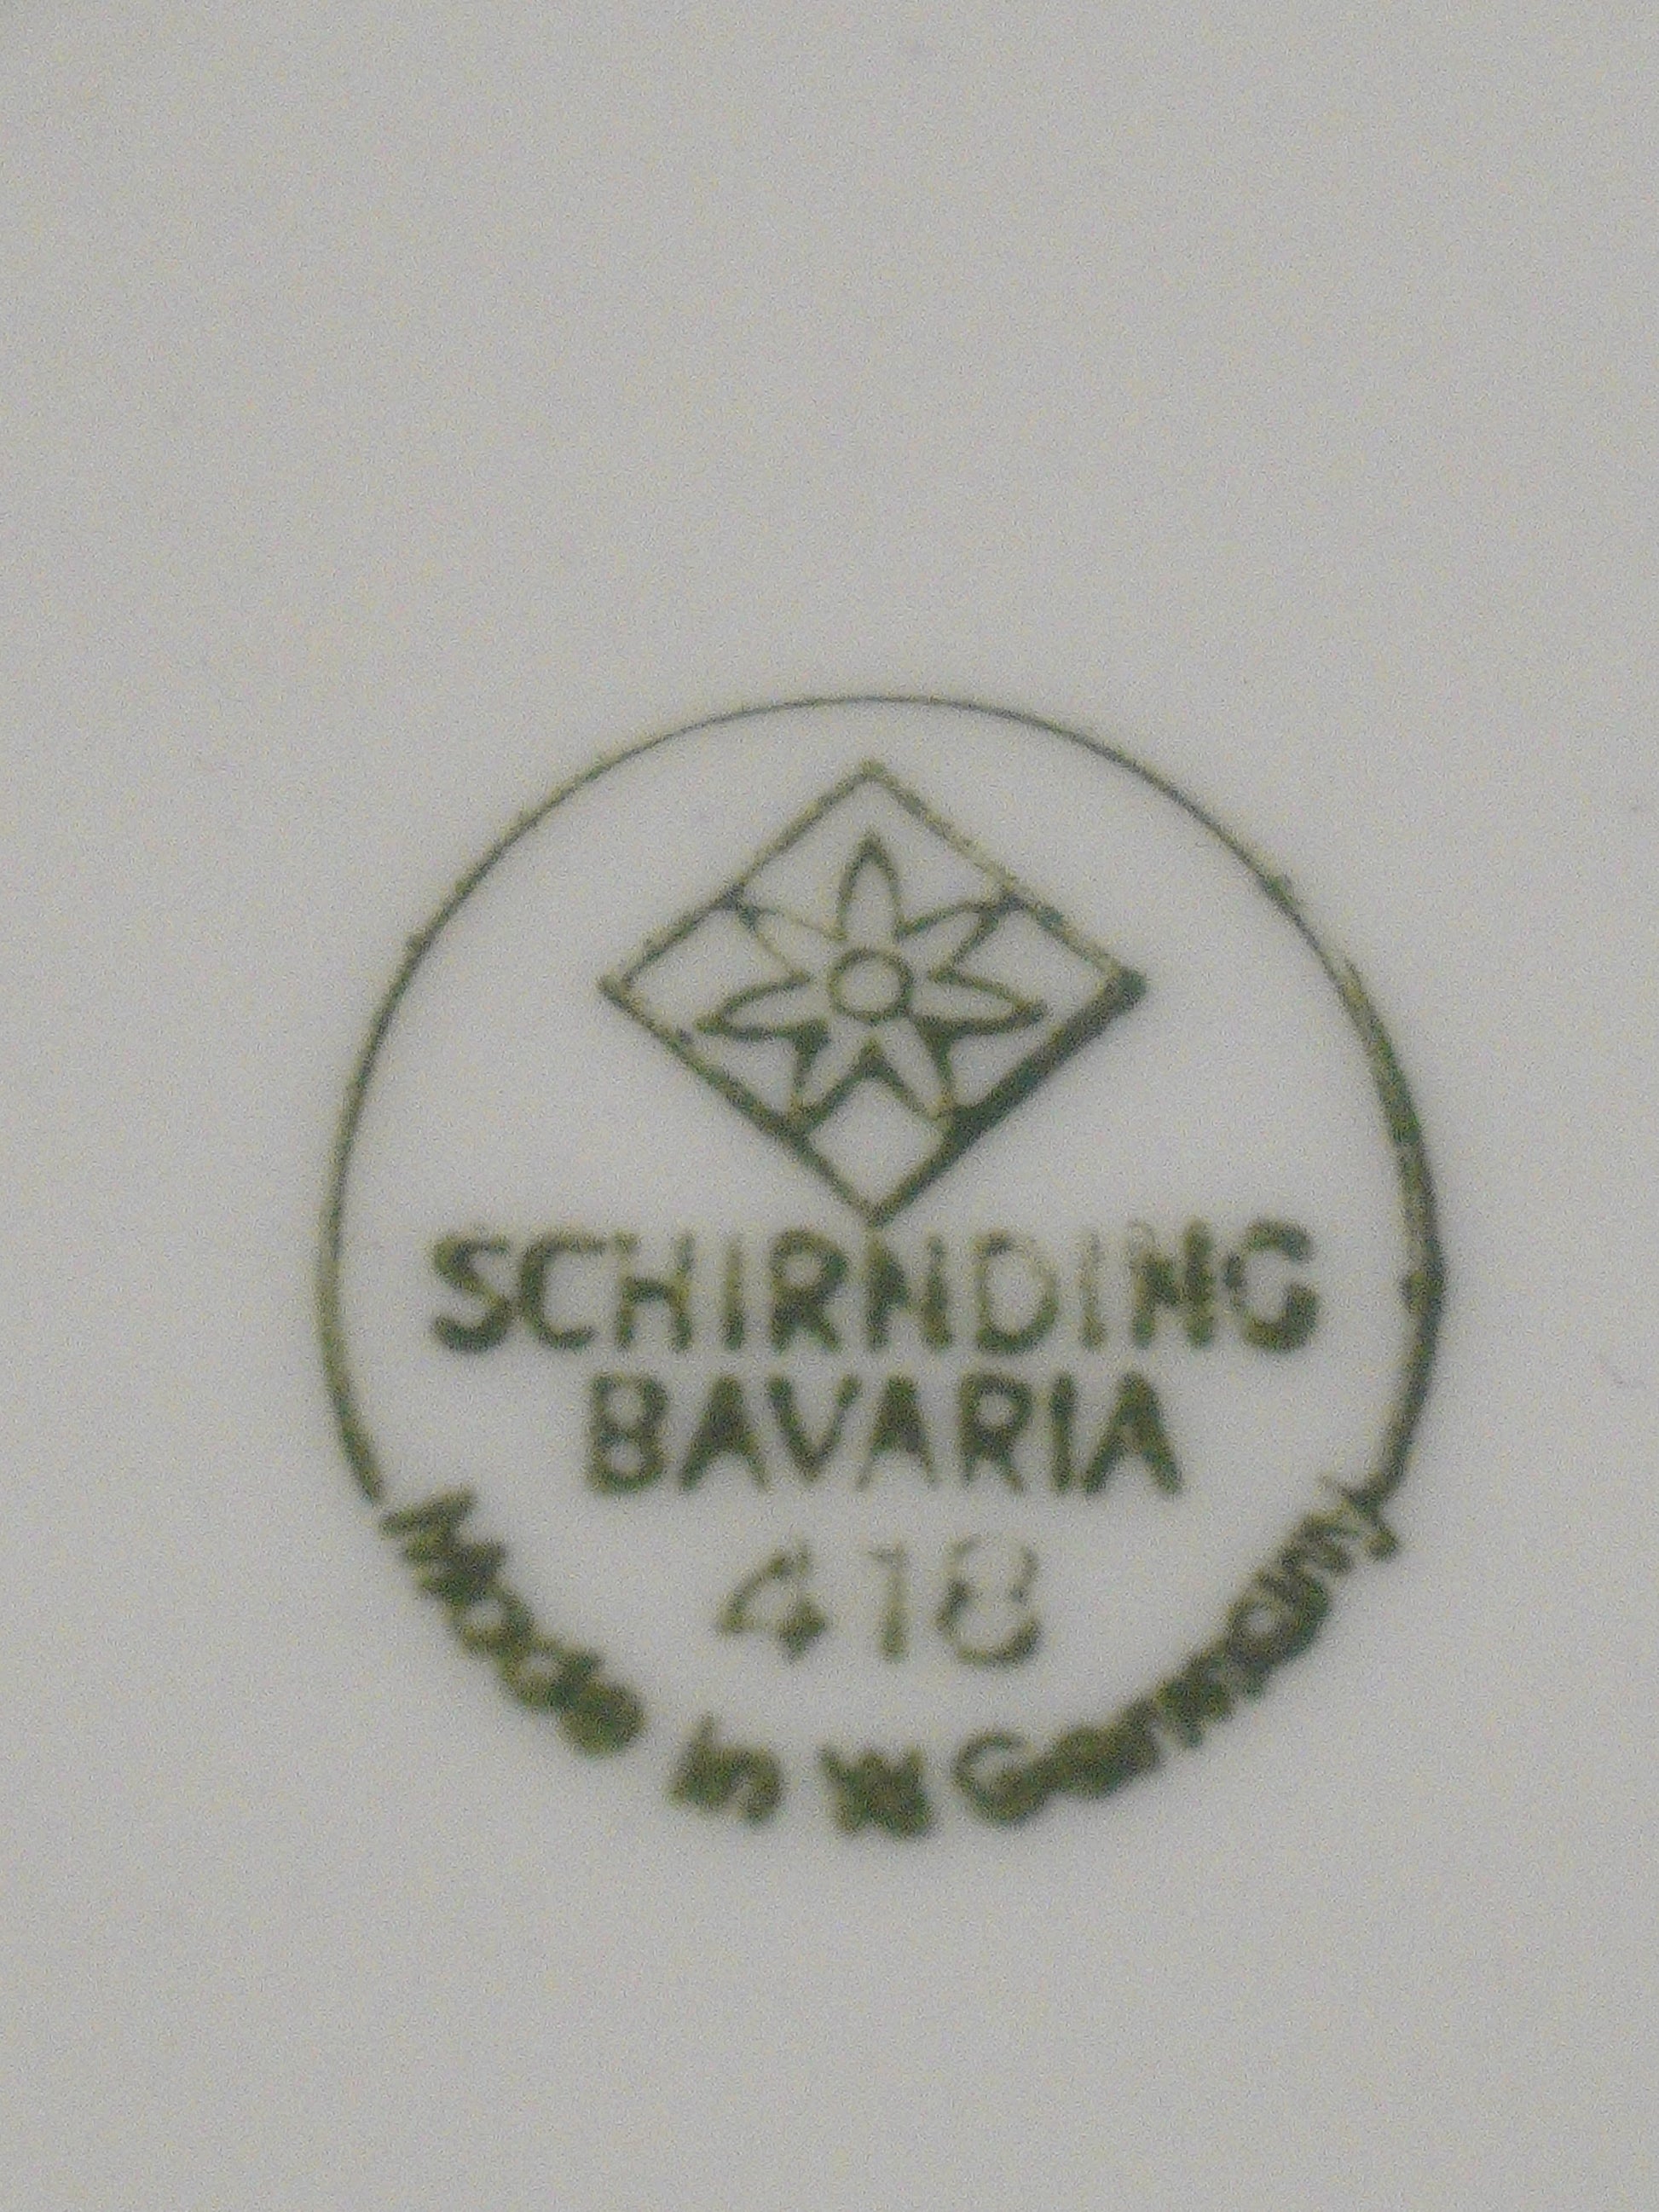 SCHIRNDING
BAVARIA
418
Made in W Germany